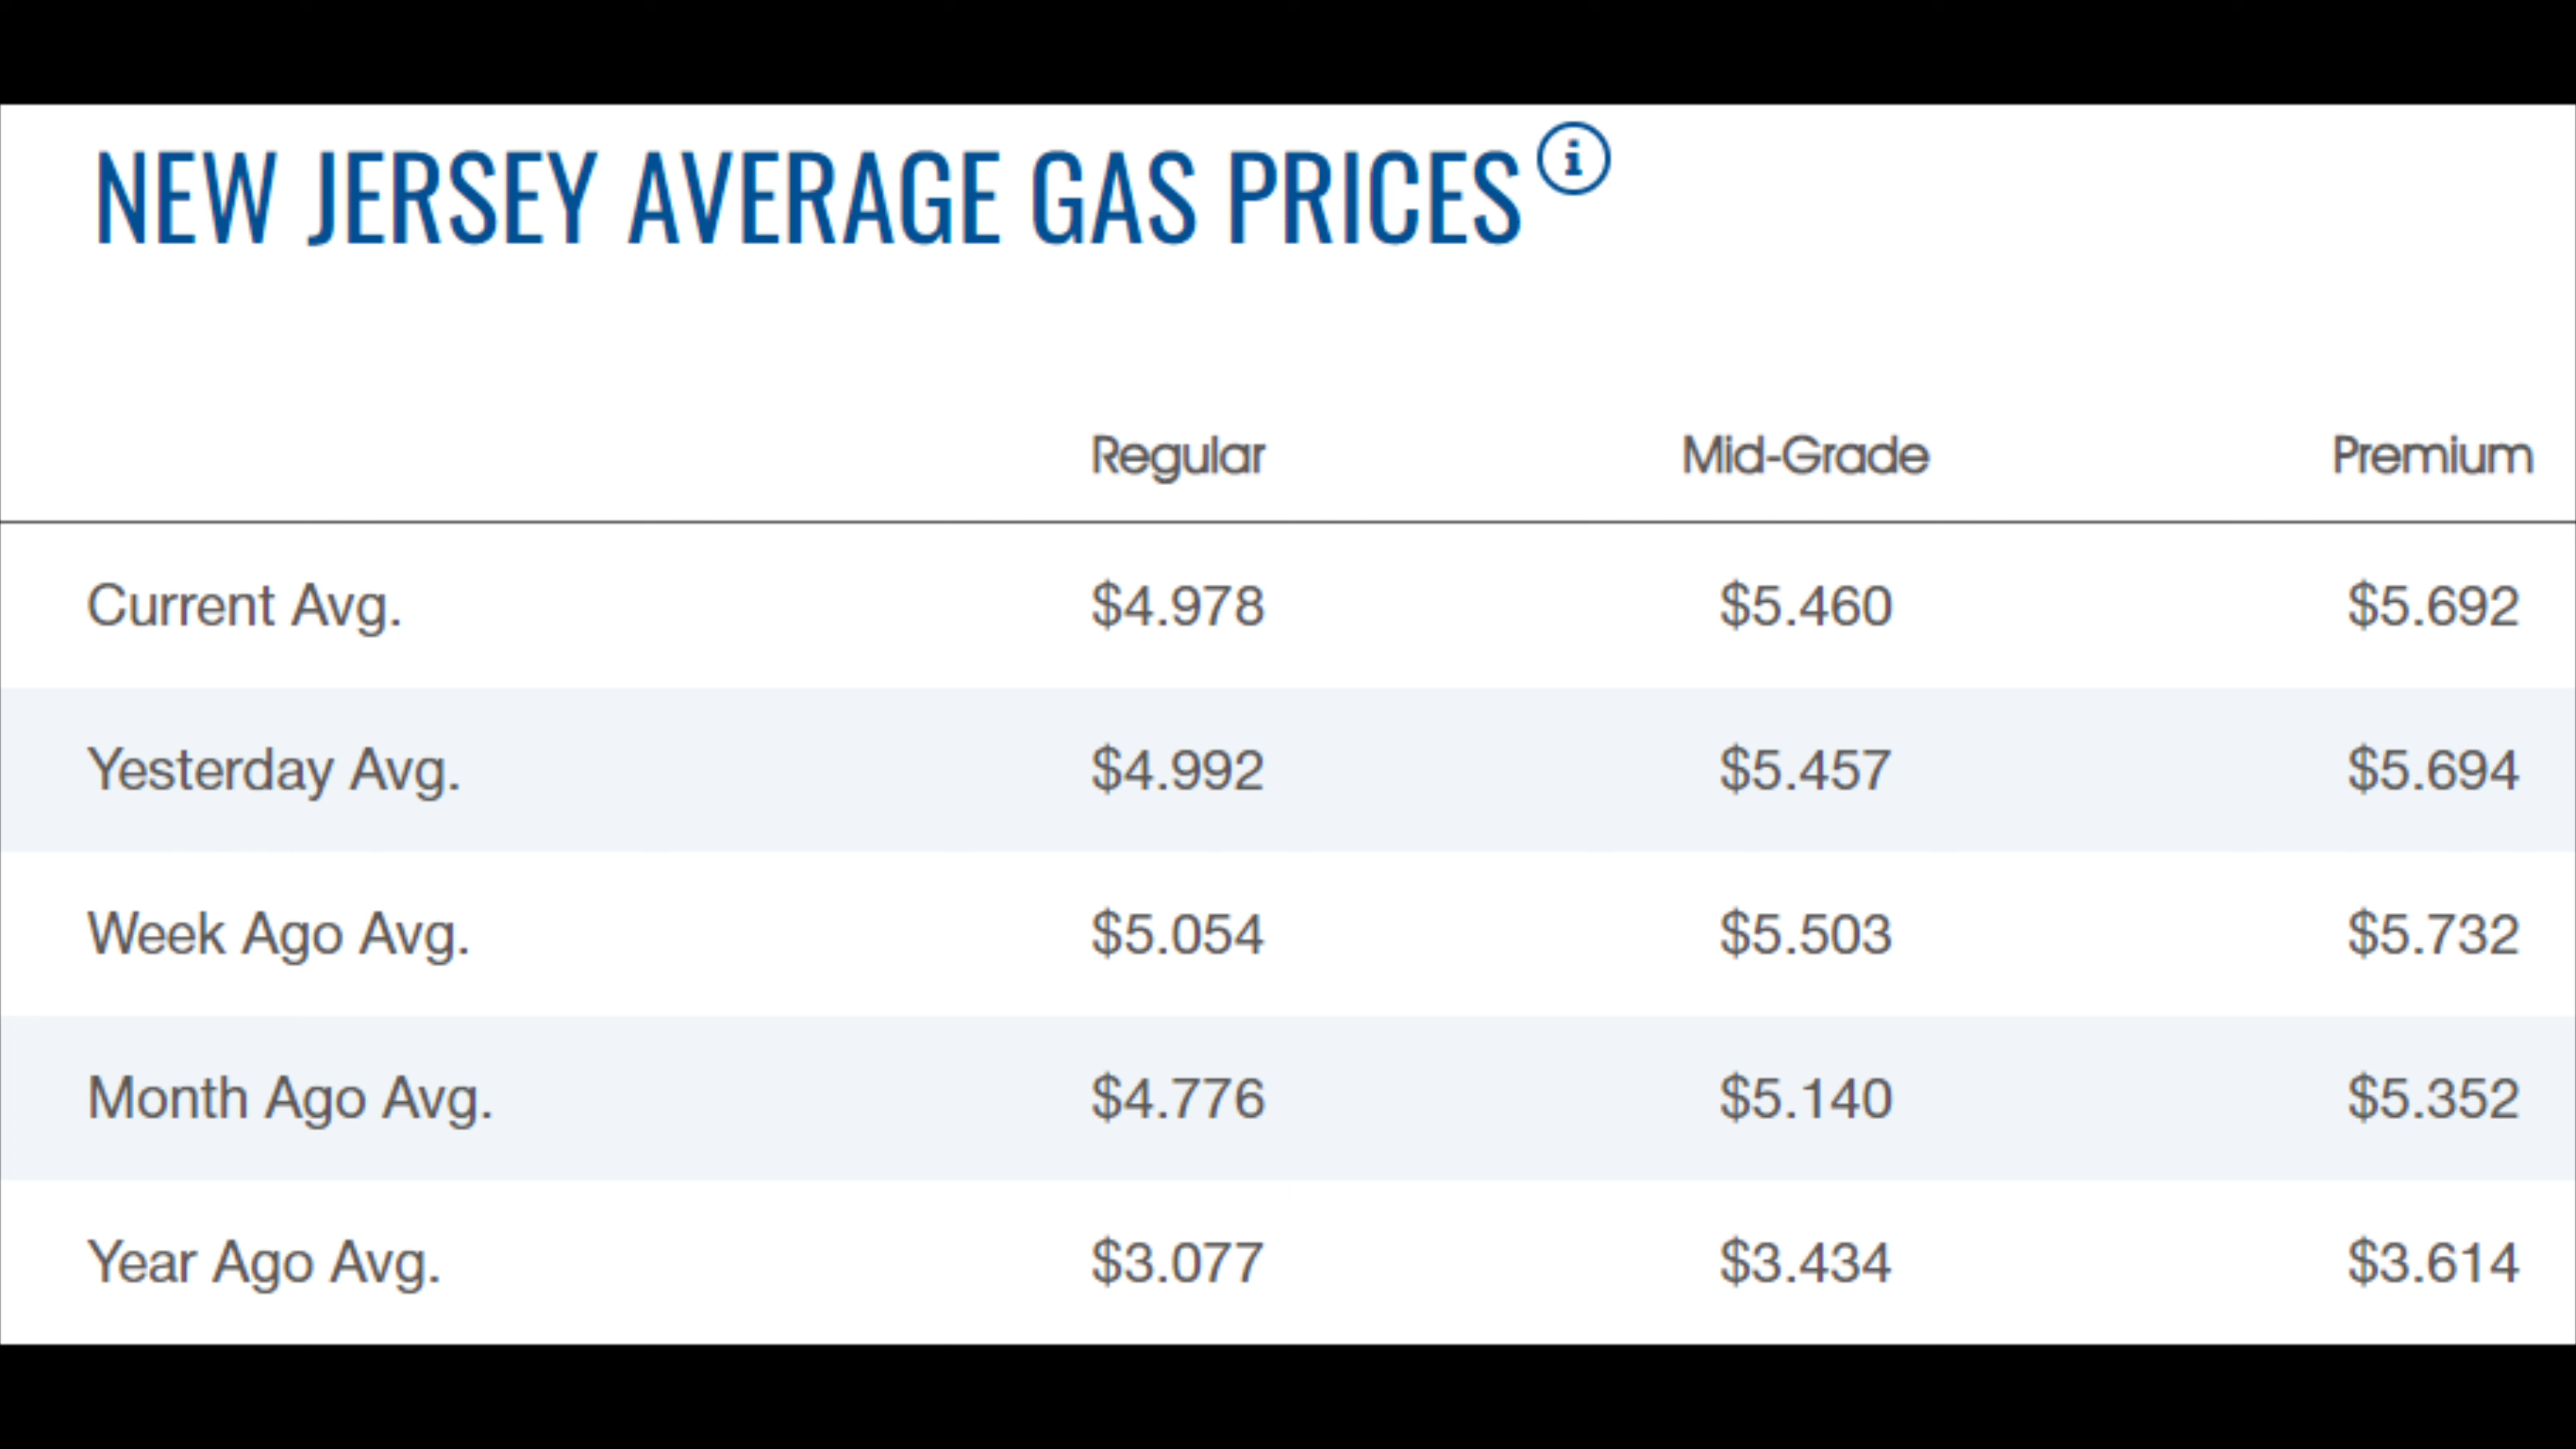 NEW JERSEY AVERAGE GAS PRICES i
Regular Mid-Grade Premium
Current Avg. $4.978 $5.460 $5.692
Yesterday Avg. $4.992 $5.457 $5.694
Week Ago Avg. $5.054 $5.503 $5.732
Month Ago Avg. $4.776 $5.140 $5.352
Year Ago Avg. $3.077 $3.434 $3.614